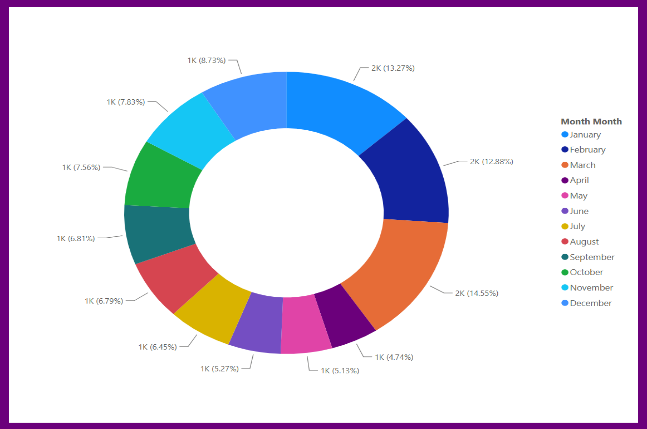 1K (8.73%)
2K (13.27%)
1K (7.83%)
2K (12.88%)
1K (7.56%)
1K (6.81%)
1K (6.79%)
2K (14.55%)
1K (6.45%)
1K (4.74%)
1K (5.27%)
1K (5.13%)
Month Month
January
February
March
April
May
June
July
August
September
October
November
December